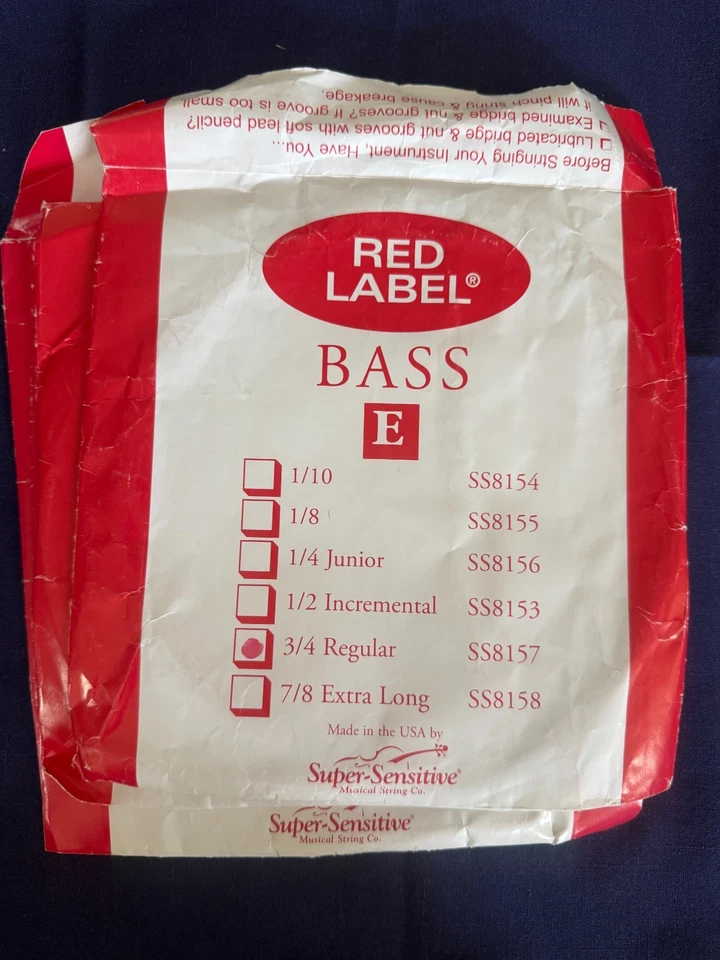 Before Stringing Your Instrument, Have You...
❑ Lubricated bridge & nut grooves with soft lead pencil?
❑ Examined bridge & nut grooves? If groove is too small
it will pinch string & cause breakage.
RED
LABEL®
BASS
E
1/10 SS8154
1/8 SS8155
1/4 Junior SS8156
1/2 Incremental SS8153
3/4 Regular SS8157
7/8 Extra Long SS8158
Made in the USA by
Super-Sensitive®
Musical String Co.
Super-Sensitive®
Musical String Co.